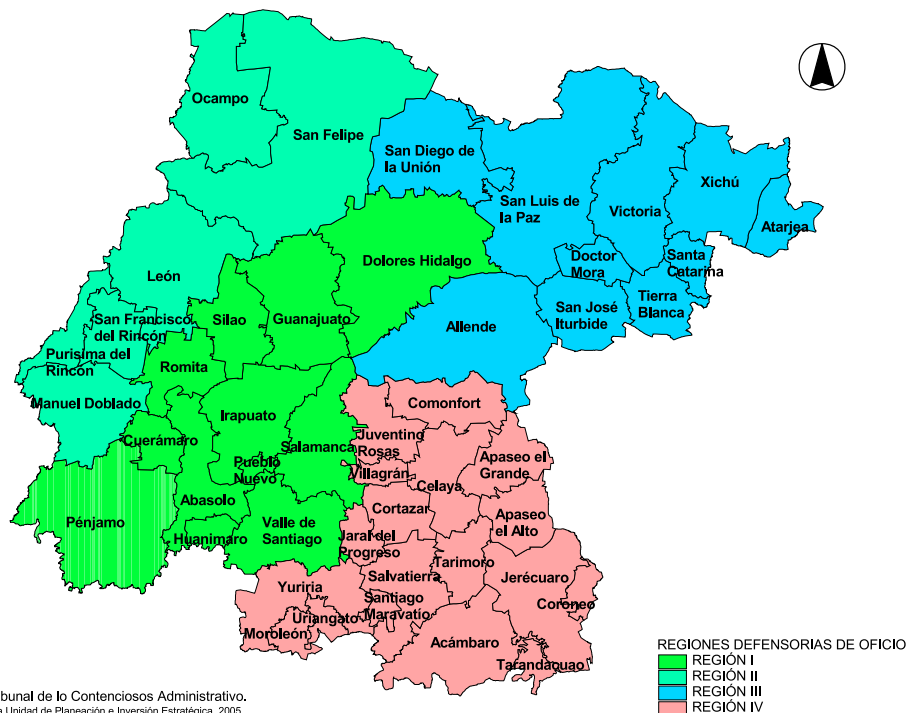 Ocampo
San Felipe
San Diego de
la Unión
San Luis de
la Paz
Victoria
Xichú
Atarjea
Doctor
Mora
Santa
Catarina
Tierra
Blanca
San José
Iturbide
Dolores Hidalgo
León
Allende
San Francisco
del Rincón
Silao
Guanajuato
Purisima del
Rincón
Romita
Manuel Doblado
Irapuato
Comonfort
Cuerámaro
Salamanca
Juventino
Rosas
Apaseo el
Grande
Pueblo
Nuevo
Villagrán
Celaya
Abasolo
Cortazar
Apaseo
el Alto
Pénjamo
Valle de
Santiago
Huanimaro
Jaral del
Progreso
Tarimoro
Salvatierra
Jerécuaro
Yuriria
Santiago
Maravatío
Coroneo
Uriangato
Moroleón
Acámbaro
Tarandacuao
REGIONES DEFENSORIAS DE OFICIO
REGIÓN I
REGIÓN II
REGIÓN III
REGIÓN IV
bunal de lo Contenciosos Administrativo.
a Unidad de Planeación e Inversión Estratégica, 2005